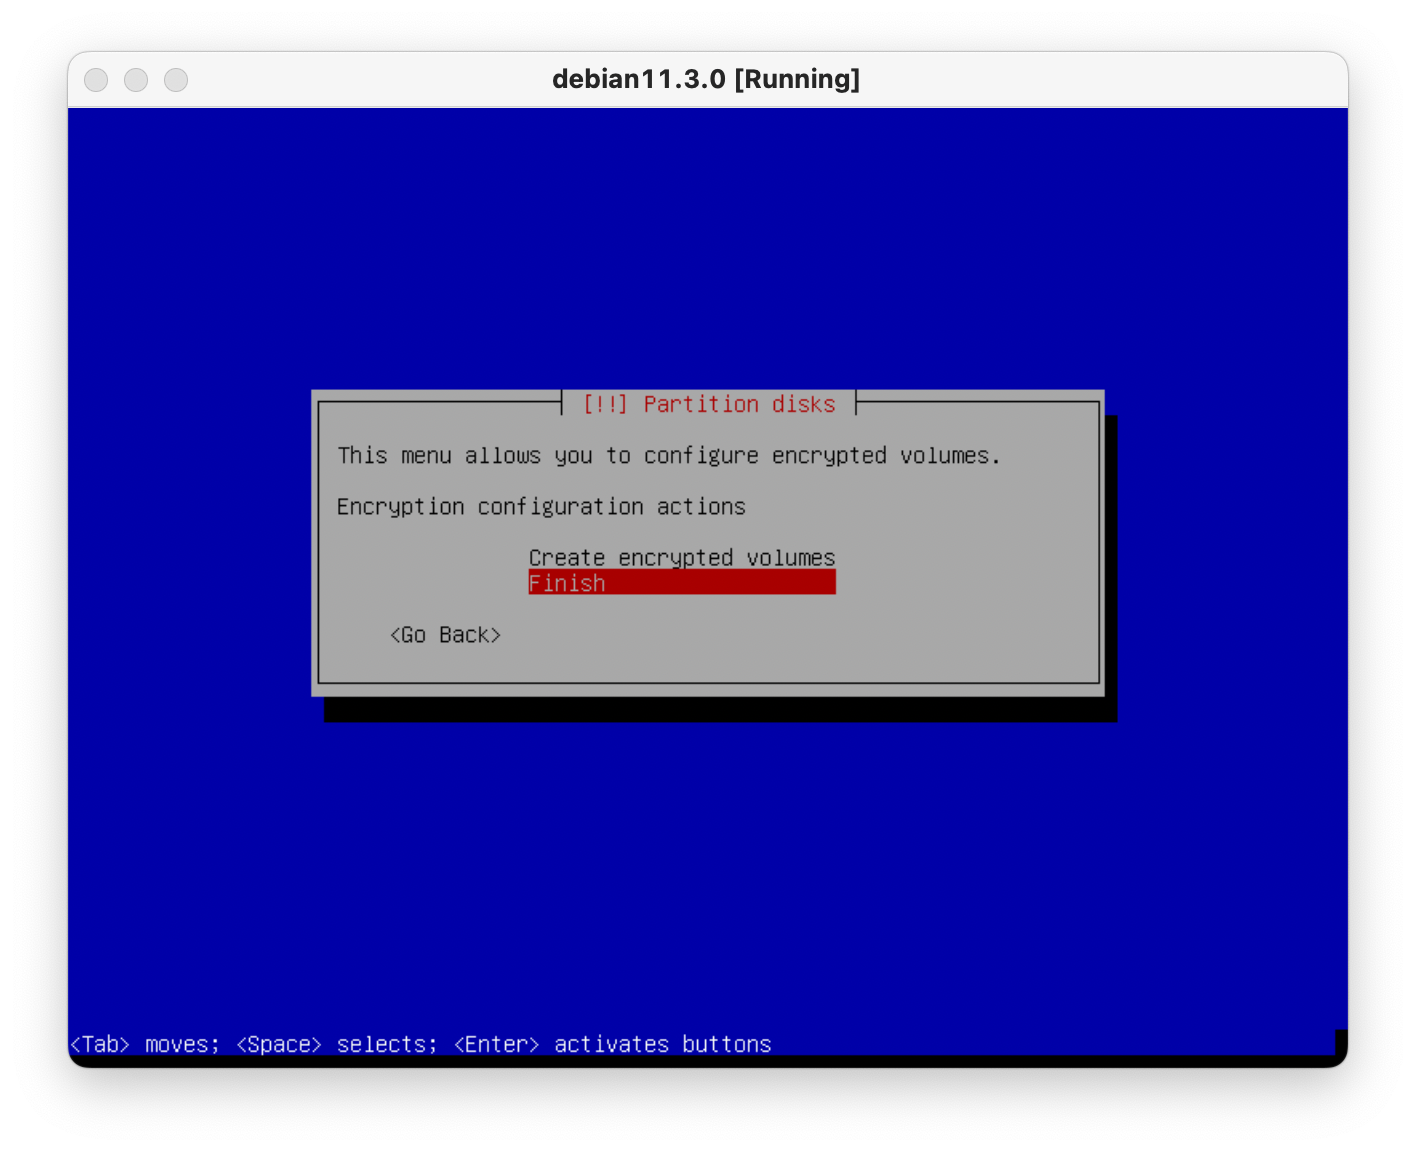 debian11.3.0 [Running]
[!!] Partition disks
This menu allows you to configure encrypted volumes.
Encryption configuration actions
Create encrypted volumes
Finish
<Go Back>
<Tab> moves; <Space> selects; <Enter> activates buttons